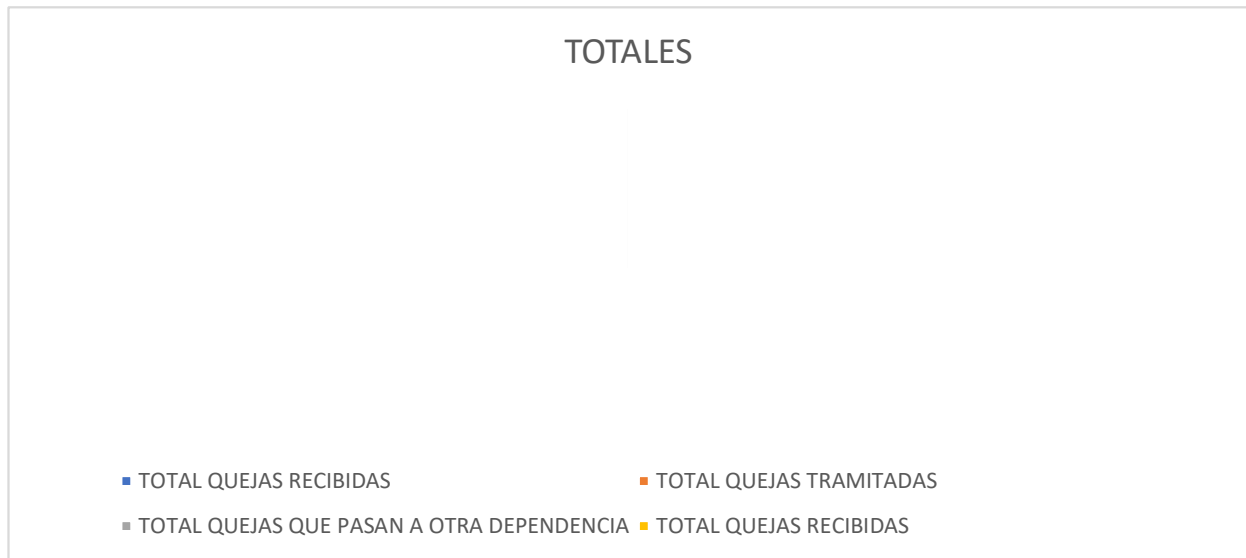 TOTALES
TOTAL QUEJAS RECIBIDAS TOTAL QUEJAS TRAMITADAS
TOTAL QUEJAS QUE PASAN A OTRA DEPENDENCIA TOTAL QUEJAS RECIBIDAS